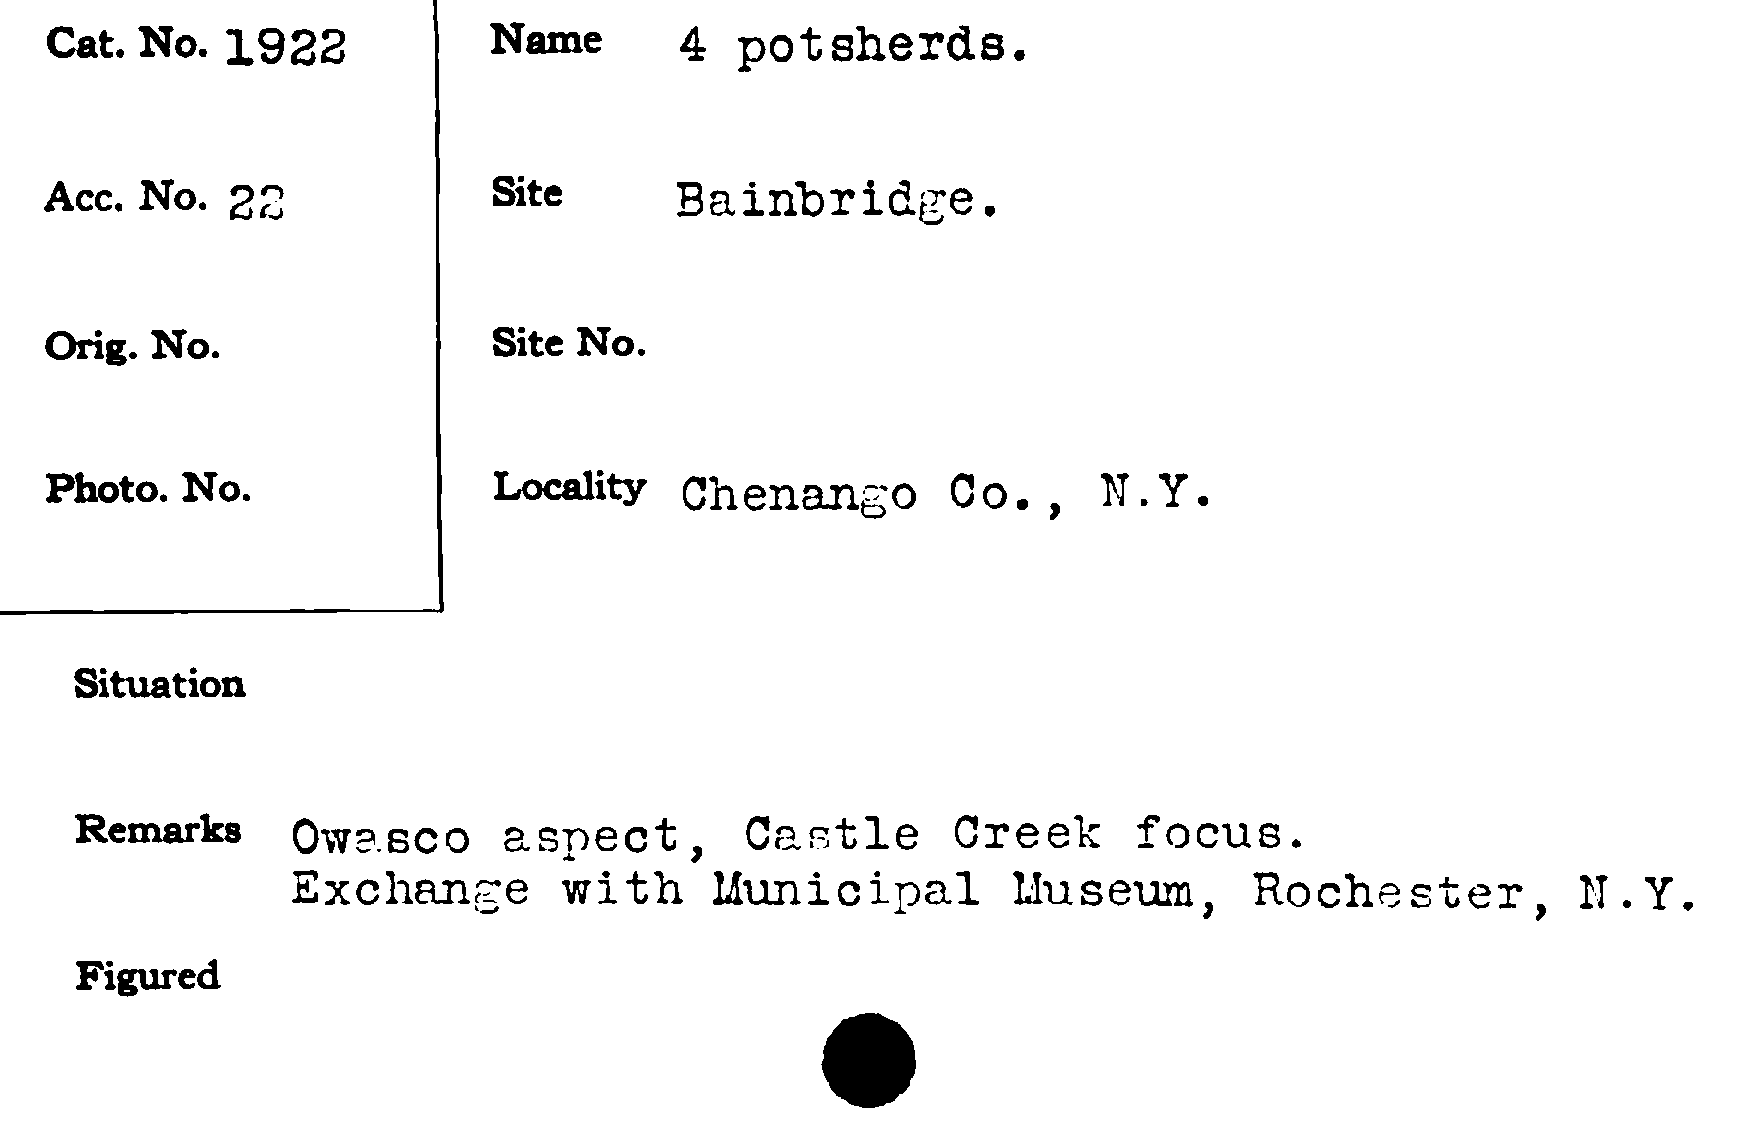 Cat. No. 1922
Name 4 potsherds.
Acc. No. 22
Site Bainbridge.
Orig. No.
Site No.
Photo. No.
Locality Chenango Co., N.Y.
Situation
Remarks Owasco aspect, Castle Creek focus.
Exchange with Municipal Museum, Rochester, N.Y.
Figured